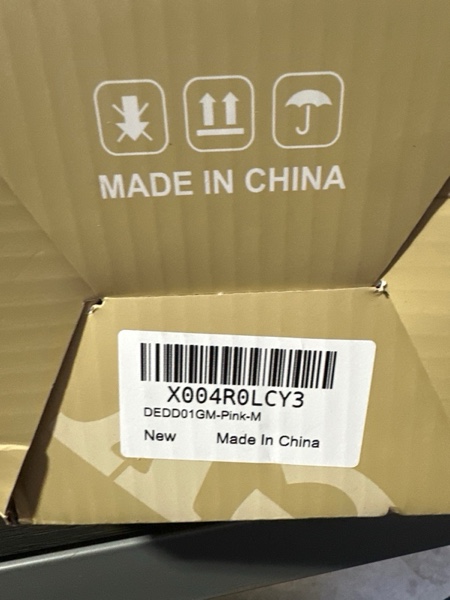 MADE IN CHINA
X004R0LCY3
DEDD01GM-Pink-M
New Made In China